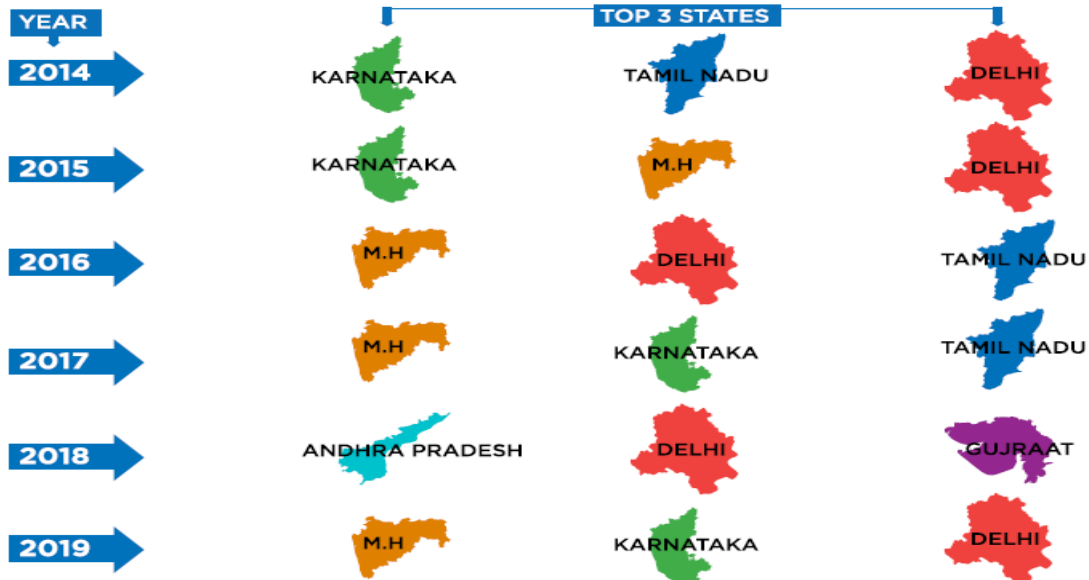 YEAR
TOP 3 STATES
2014
KARNATAKA
TAMIL NADU
DELHI
2015
KARNATAKA
M.H
DELHI
2016
M.H
DELHI
TAMIL NADU
2017
M.H
KARNATAKA
TAMIL NADU
2018
ANDHRA PRADESH
DELHI
GUJRAAT
2019
M.H
KARNATAKA
DELHI